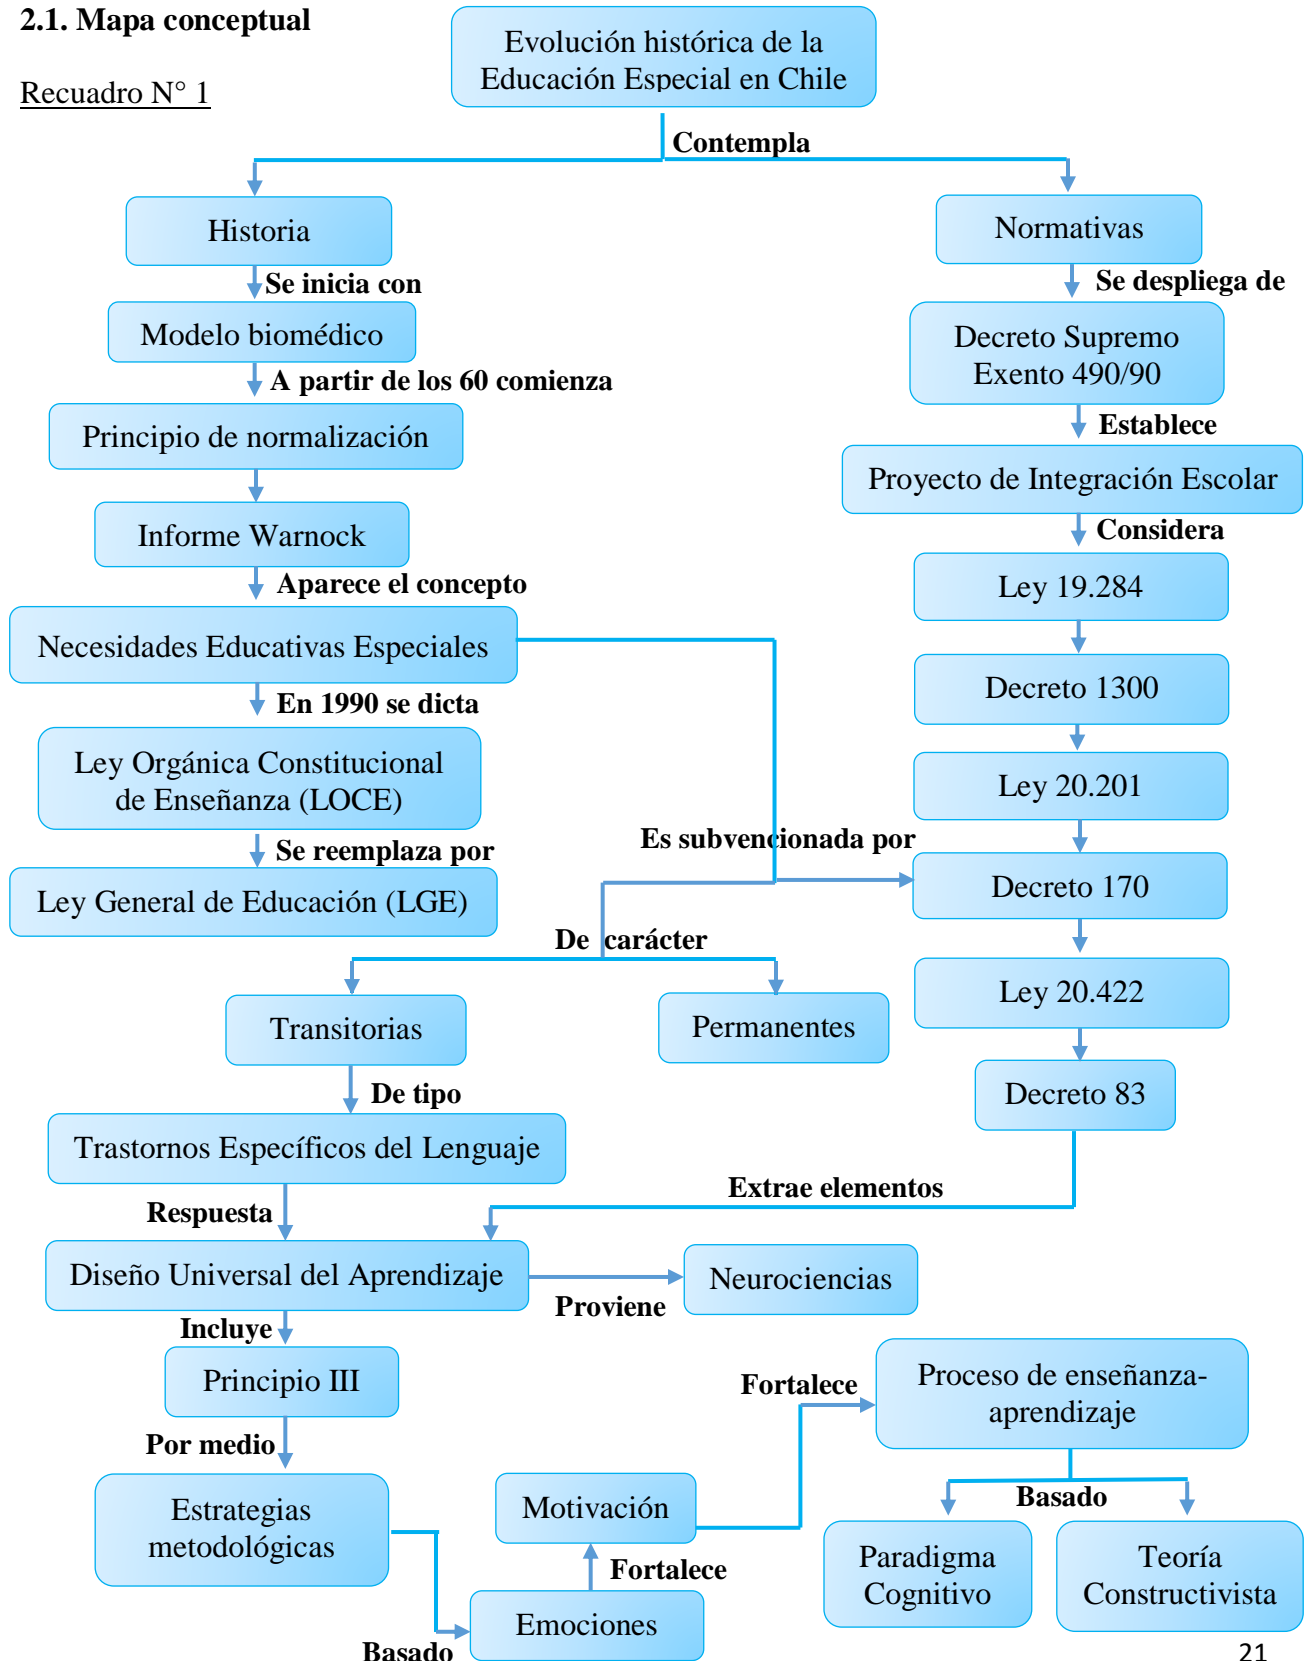 2.1. Mapa conceptual
Evolución histórica de la
Educación Especial en Chile
Recuadro N° 1
Contempla
Historia
Normativas
Se inicia con
Se despliega de
Modelo biomédico
Decreto Supremo
Exento 490/90
A partir de los 60 comienza
Establece
Principio de normalización
Proyecto de Integración Escolar
Considera
Informe Warnock
Ley 19.284
Aparece el concepto
Necesidades Educativas Especiales
Decreto 1300
En 1990 se dicta
Ley Orgánica Constitucional
de Enseñanza (LOCE)
Ley 20.201
Se reemplaza por
Es subvencionada por
Ley General de Educación (LGE)
Decreto 170
De carácter
Ley 20.422
Transitorias
Permanentes
De tipo
Decreto 83
Trastornos Específicos del Lenguaje
Extrae elementos
Respuesta
Diseño Universal del Aprendizaje
Neurociencias
Proviene
Incluye
Principio III
Fortalece
Proceso de enseñanza-
aprendizaje
Por medio
Estrategias
metodológicas
Motivación
Basado
Paradigma
Cognitivo
Teoría
Constructivista
Fortalece
Emociones
Basado
21